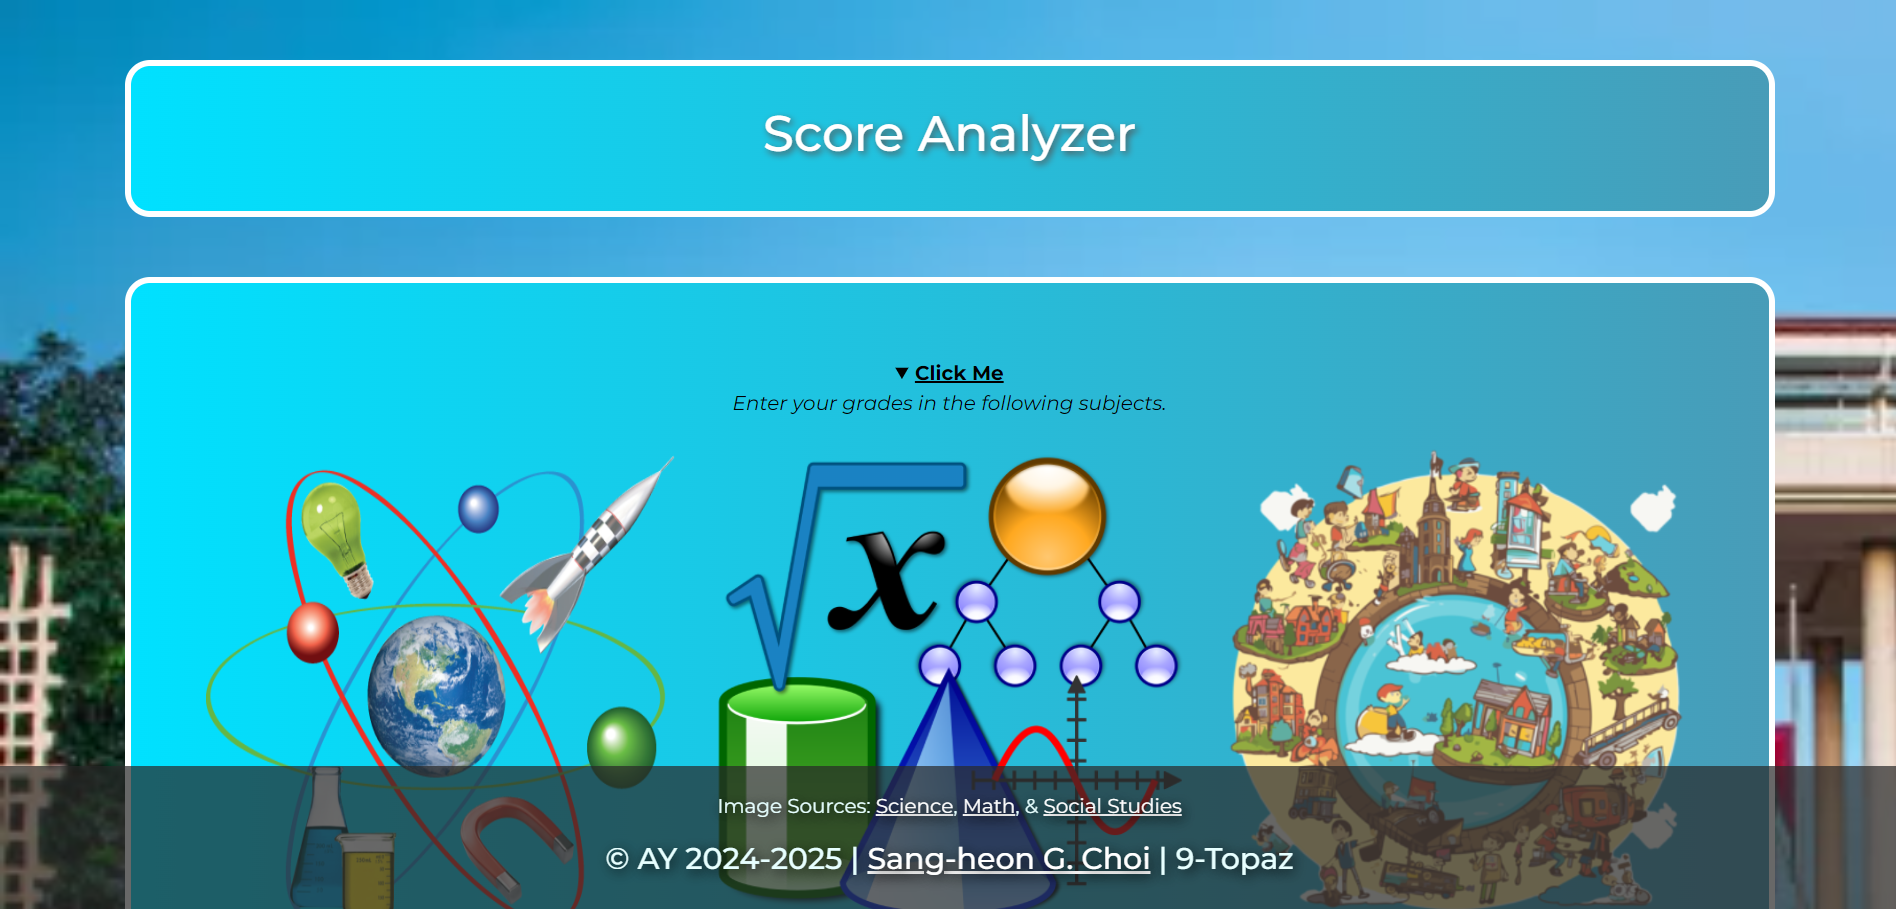 Score Analyzer
▼ Click Me
Enter your grades in the following subjects.
x
Image Sources: Science, Math, & Social Studies
© AY 2024-2025 | Sang-heon G. Choi | 9-Topaz